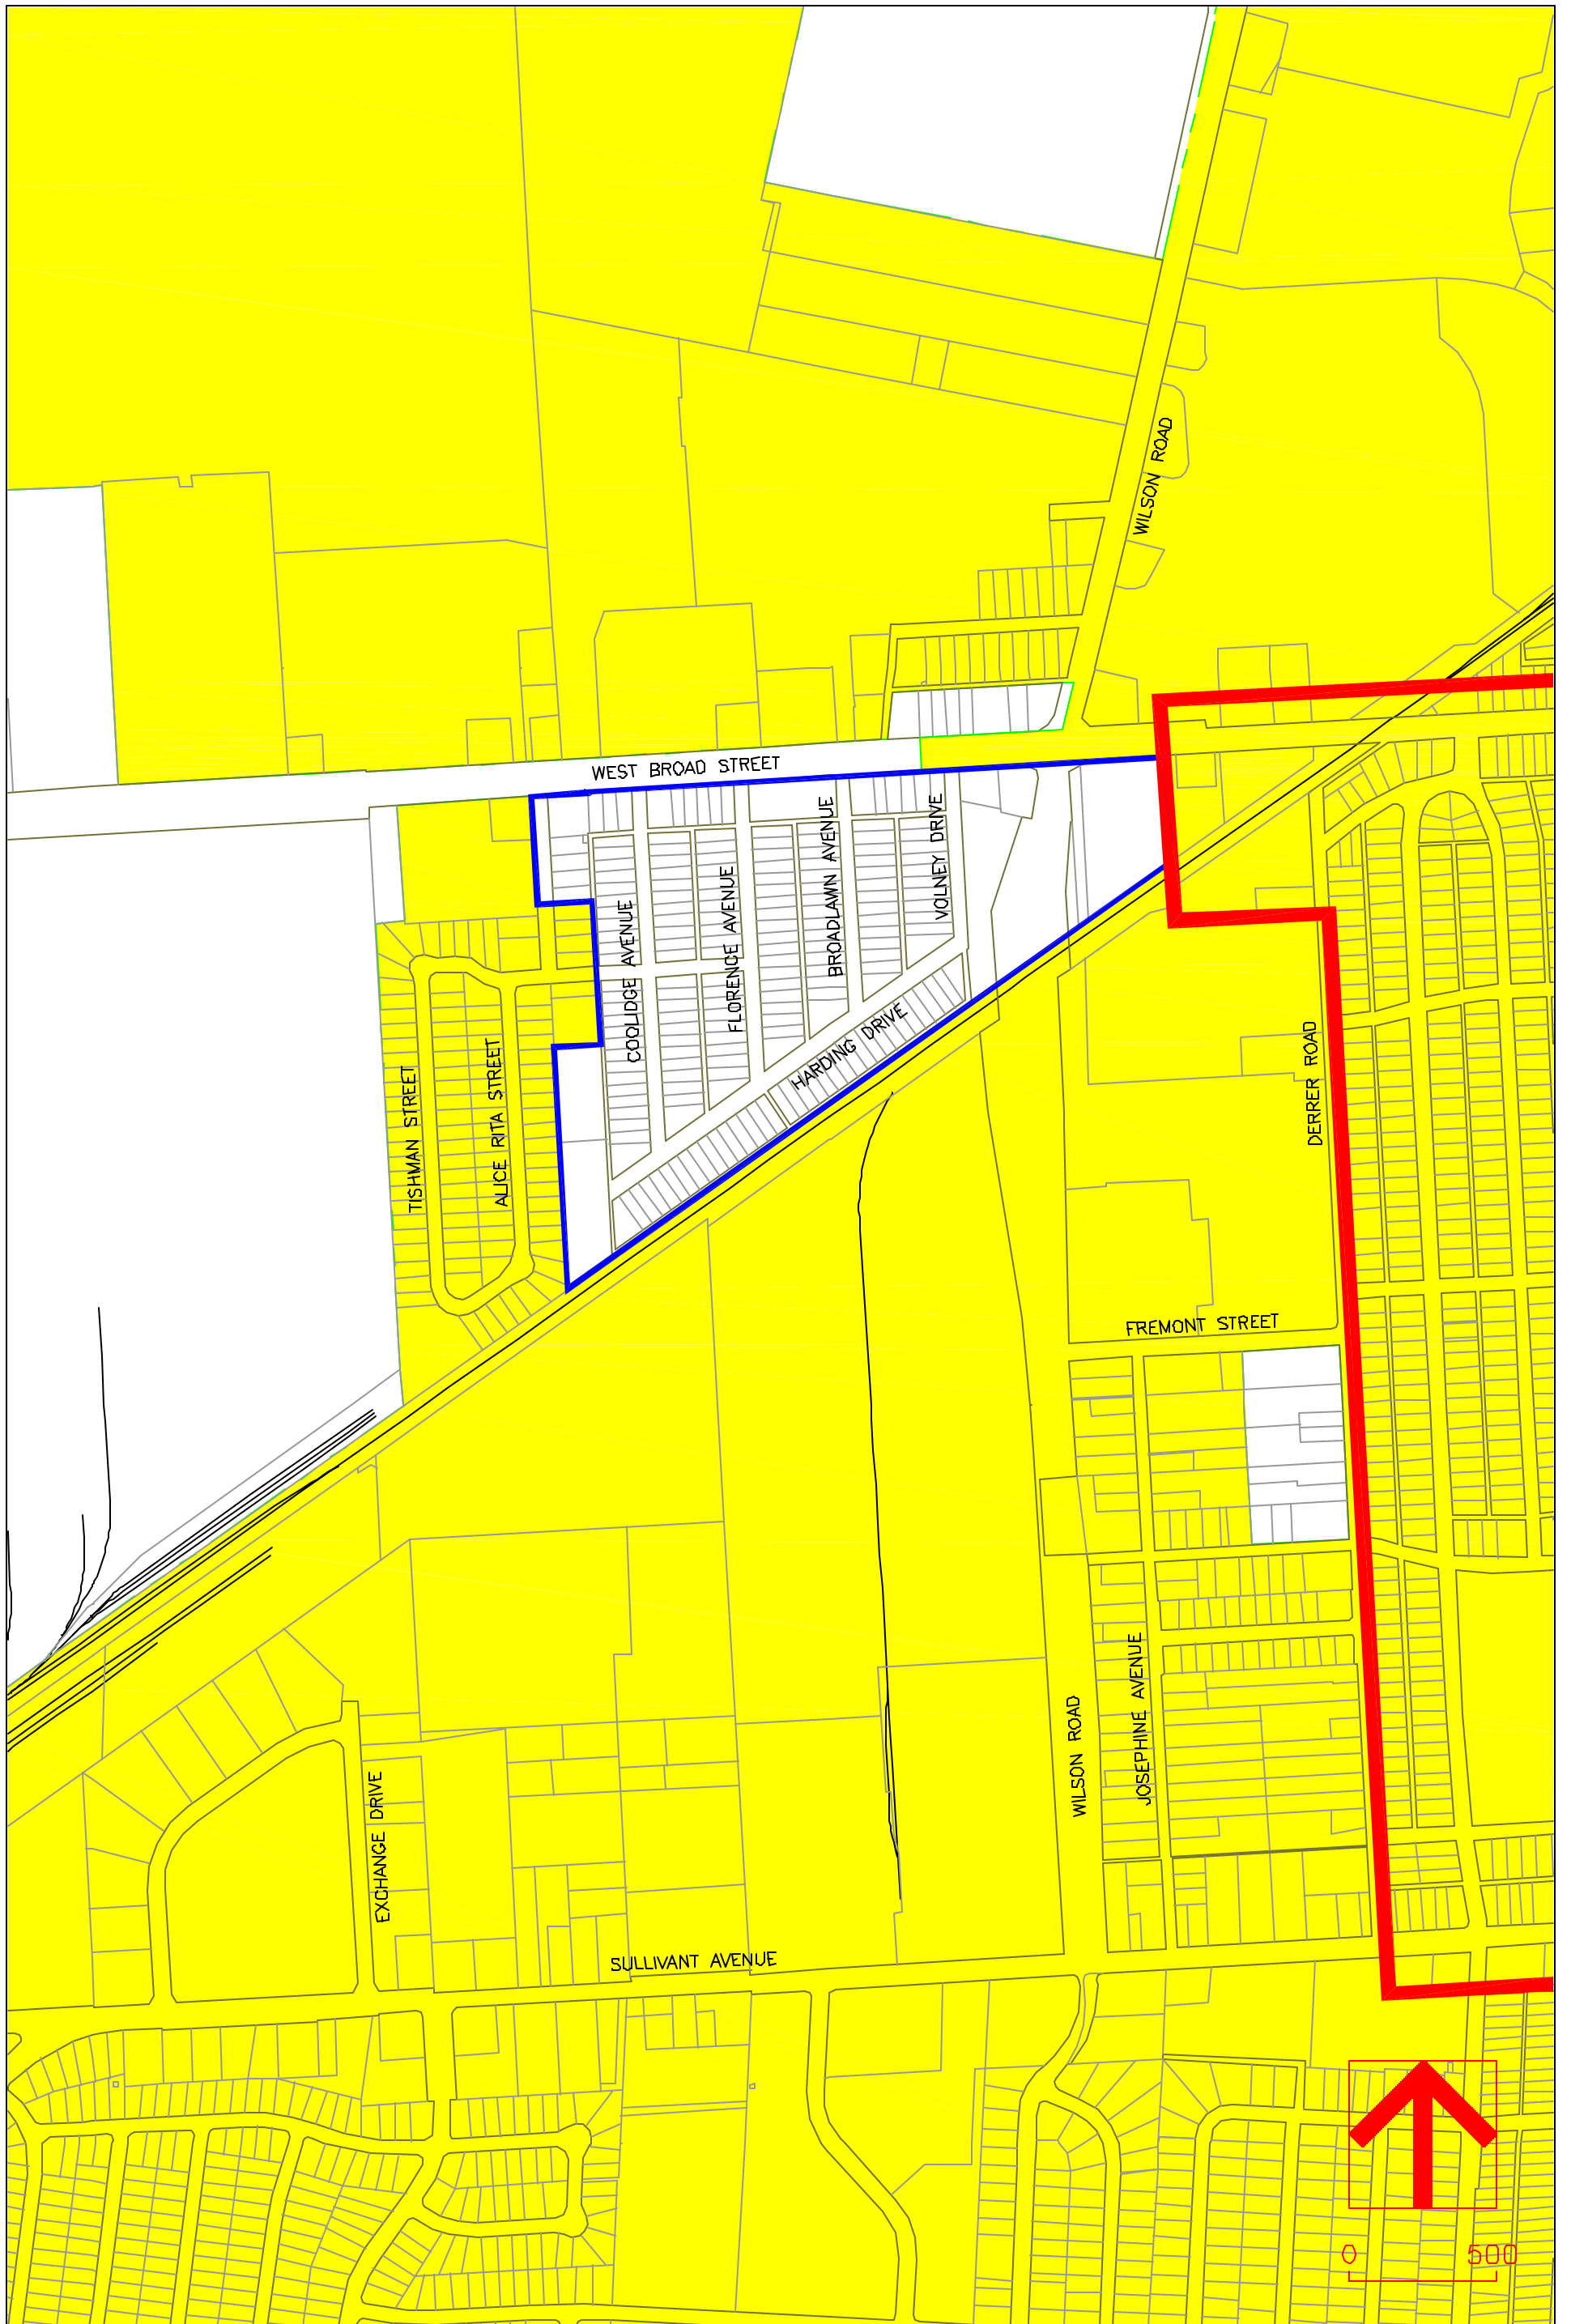 WILSON ROAD
WEST BROAD STREET
COOLIDGE AVENUE
FLORENCE AVENUE
BROADLAWN AVENUE
VOLNEY DRIVE
HARDING DRIVE
TISHMAN STREET
ALICE RITA STREET
DERRER ROAD
FREMONT STREET
EXCHANGE DRIVE
WILSON ROAD
JOSEPHINE AVENUE
SULLIVANT AVENUE
0 500